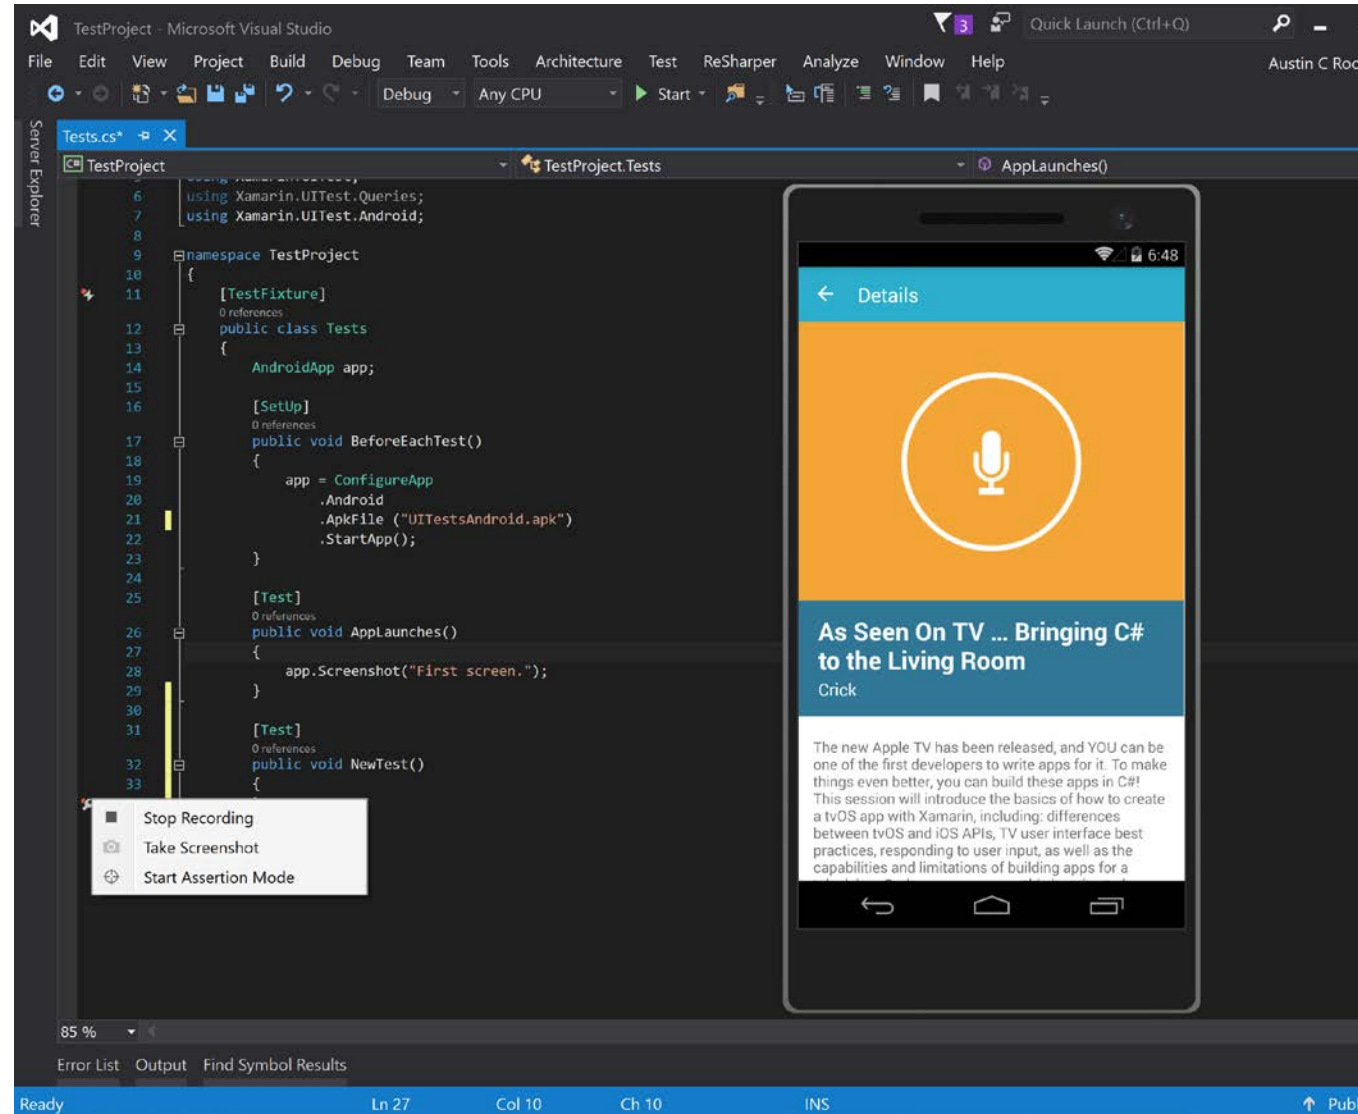 TestProject - Microsoft Visual Studio
3
Quick Launch (Ctrl+Q)
File Edit View Project Build Debug Team Tools Architecture Test ReSharper Analyze Window Help
Austin C Roo
Debug Any CPU Start
Server Explorer
Tests.cs*
C# TestProject
TestProject.Tests
AppLaunches()
6 using Xamarin.UITest.Queries;
7 using Xamarin.UITest.Android;
8
9 namespace TestProject
10 {
11 [TestFixture]
0 references
12 public class Tests
13 {
14 AndroidApp app;
15
16 [SetUp]
0 references
17 public void BeforeEachTest()
18 {
19 app = ConfigureApp
20 .Android
21 .ApkFile ("UITestsAndroid.apk")
22 .StartApp();
23 }
24
25 [Test]
0 references
26 public void AppLaunches()
27 {
28 app.Screenshot("First screen.");
29 }
30
31 [Test]
0 references
32 public void NewTest()
33 {
Stop Recording
Take Screenshot
Start Assertion Mode
6:48
Details
As Seen On TV ... Bringing C#
to the Living Room
Crick
The new Apple TV has been released, and YOU can be
one of the first developers to write apps for it. To make
things even better, you can build these apps in C#!
This session will introduce the basics of how to create
a tvOS app with Xamarin, including: differences
between tvOS and iOS APIs, TV user interface best
practices, responding to user input, as well as the
capabilities and limitations of building apps for a
85 %
Error List Output Find Symbol Results
Ready Ln 27 Col 10 Ch 10 INS Publ